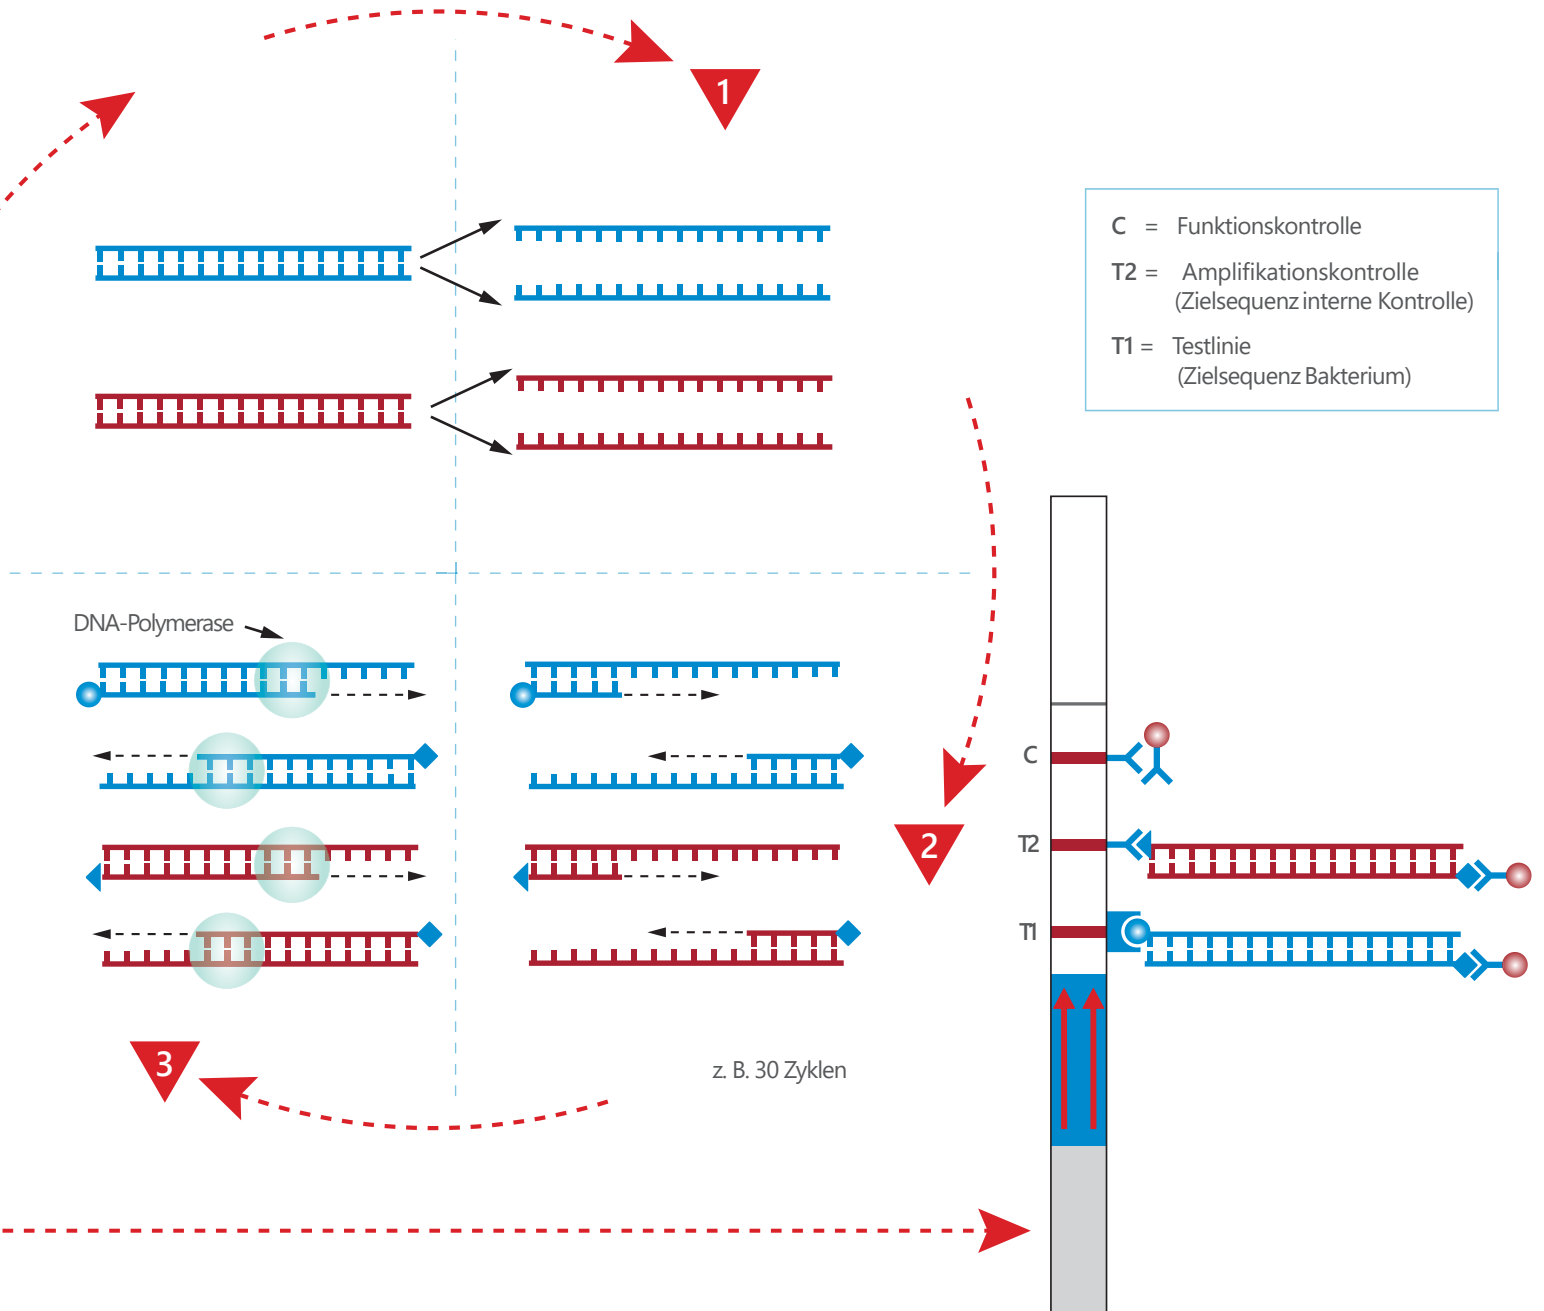 1
C = Funktionskontrolle
T2 = Amplifikationskontrolle
(Zielsequenz interne Kontrolle)
T1 = Testlinie
(Zielsequenz Bakterium)
DNA-Polymerase
C
T2
2
T1
3
z. B. 30 Zyklen